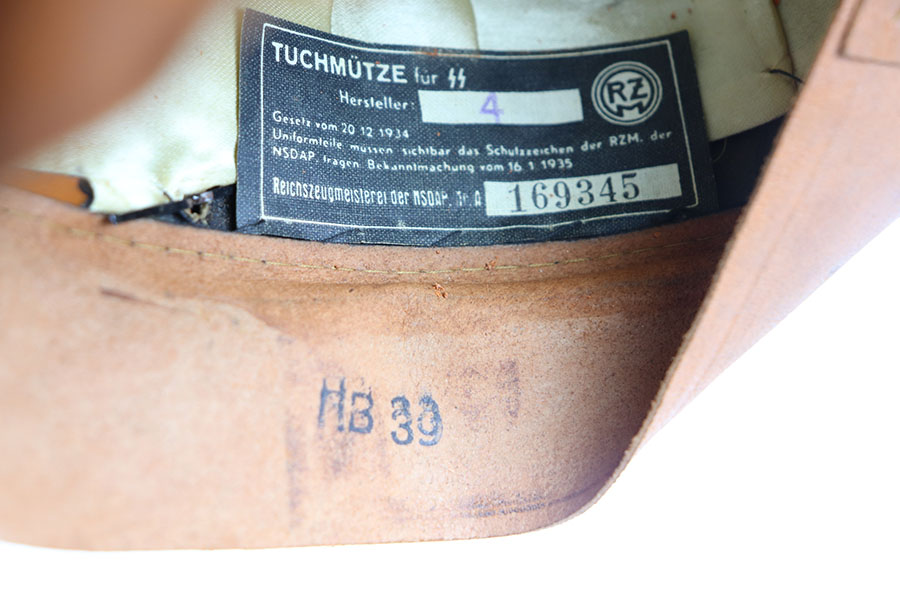 TUCHMÜTZE für ᛋᛋ
Hersteller: 4
RZM
Gesetz vom 20 12 1934
Uniformteile müssen sichtbar das Schutzzeichen der RZM. der
NSDAP. tragen. Bekanntmachung vom 16 1 1935
Reichszeugmeisterei der NSDAP. A
169345
HB 39